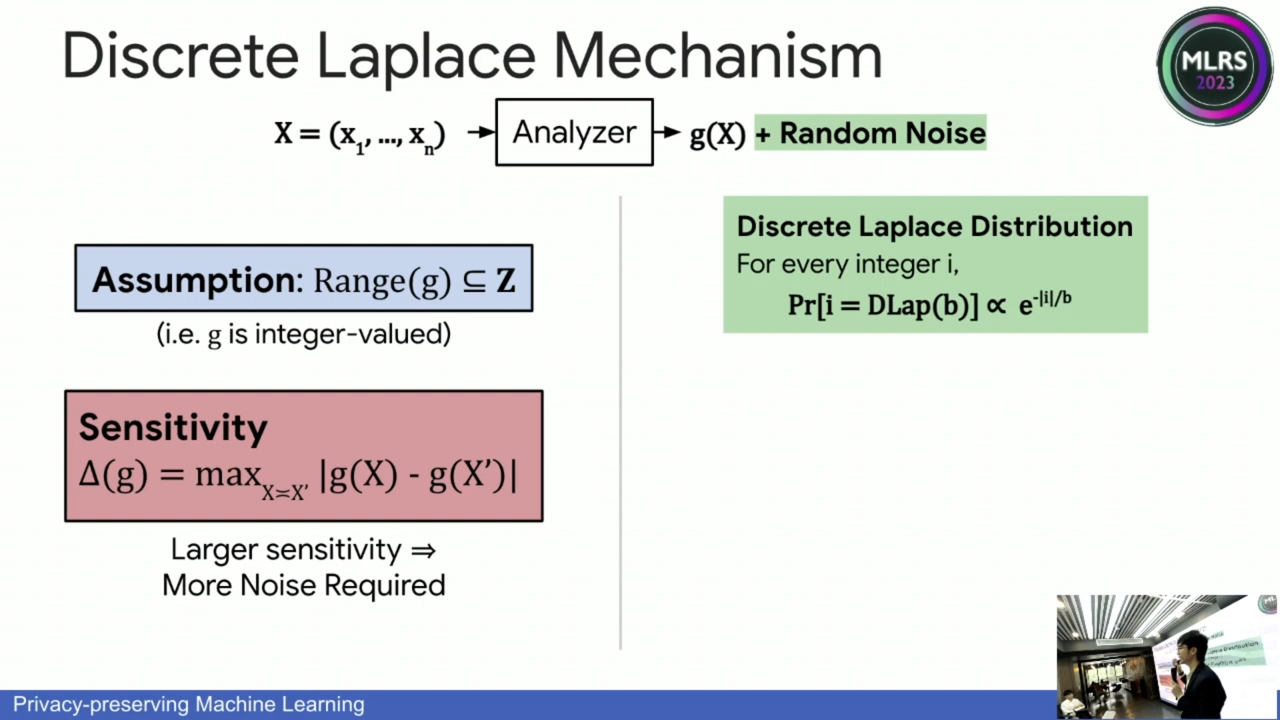 Discrete Laplace Mechanism
MLRS
2023
X = (x₁, ..., xₙ)
Analyzer
g(X) + Random Noise
Assumption: Range(g) ⊆ Z
(i.e. g is integer-valued)
Sensitivity
Δ(g) = max_{X≍X'} |g(X) - g(X')|
Larger sensitivity ⇒
More Noise Required
Discrete Laplace Distribution
For every integer i,
Pr[i = DLap(b)] ∝ e^{-|i|/b}
Privacy-preserving Machine Learning